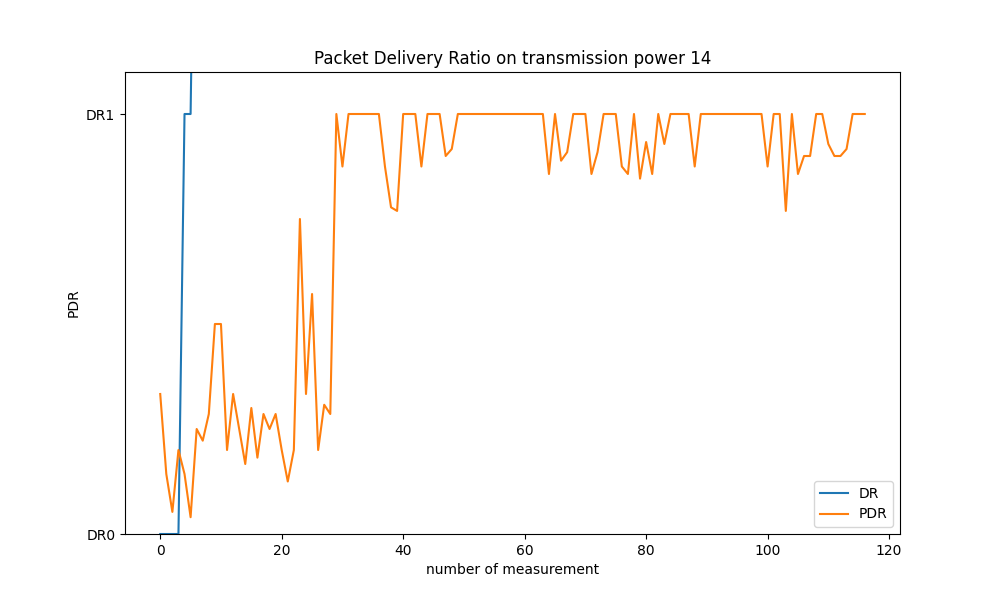 Packet Delivery Ratio on transmission power 14
DR1
PDR
DR0
0 20 40 60 80 100 120
number of measurement
DR
PDR